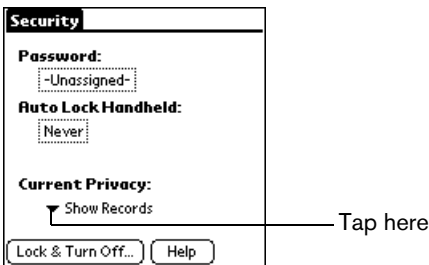 Security
Password:
-Unassigned-
Auto Lock Handheld:
Never
Current Privacy:
Show Records
Tap here
Lock & Turn Off... Help